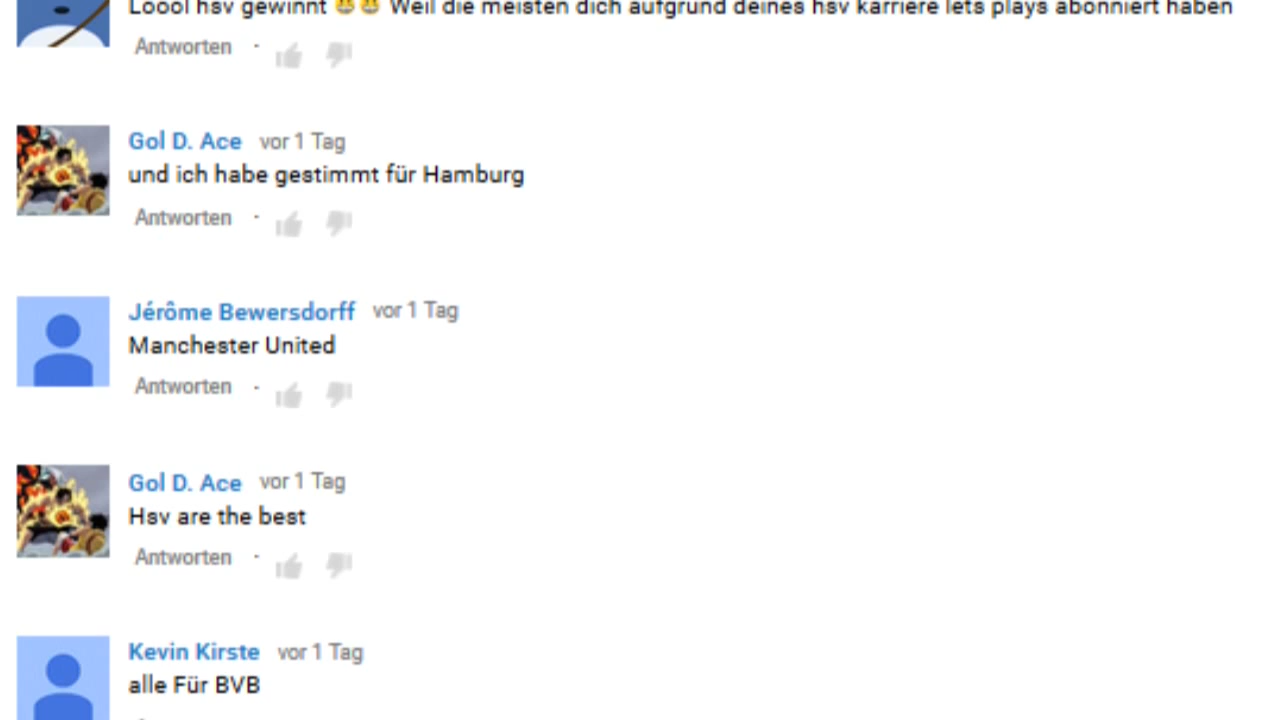 Loool hsv gewinnt 😃😃 Weil die meisten dich aufgrund deines hsv karriere lets plays abonniert haben
Antworten ·
Gol D. Ace vor 1 Tag
und ich habe gestimmt für Hamburg
Antworten ·
Jérôme Bewersdorff vor 1 Tag
Manchester United
Antworten ·
Gol D. Ace vor 1 Tag
Hsv are the best
Antworten ·
Kevin Kirste vor 1 Tag
alle Für BVB